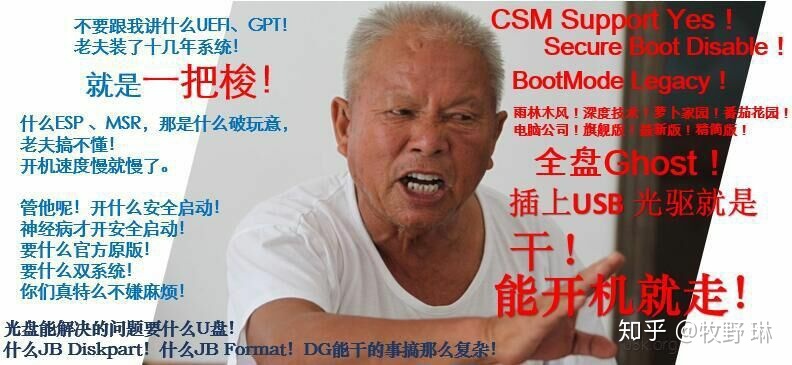 不要跟我讲什么UEFI、GPT!
老夫装了十几年系统!
就是一把梭!
什么ESP 、MSR，那是什么破玩意，
老夫搞不懂!
开机速度慢就慢了。
管他呢！开什么安全启动!
神经病才开安全启动!
要什么官方原版!
要什么双系统!
你们真特么不嫌麻烦!
光盘能解决的问题要什么U盘!
什么JB Diskpart！什么JB Format！DG能干的事搞那么复杂!
CSM Support Yes！
Secure Boot Disable！
BootMode Legacy！
雨林木风！深度技术！萝卜家园！番茄花园！
电脑公司！旗舰版！最新版！精简版！
全盘Ghost！
插上USB 光驱就是
干！
能开机就走!
知乎 @牧野 琳